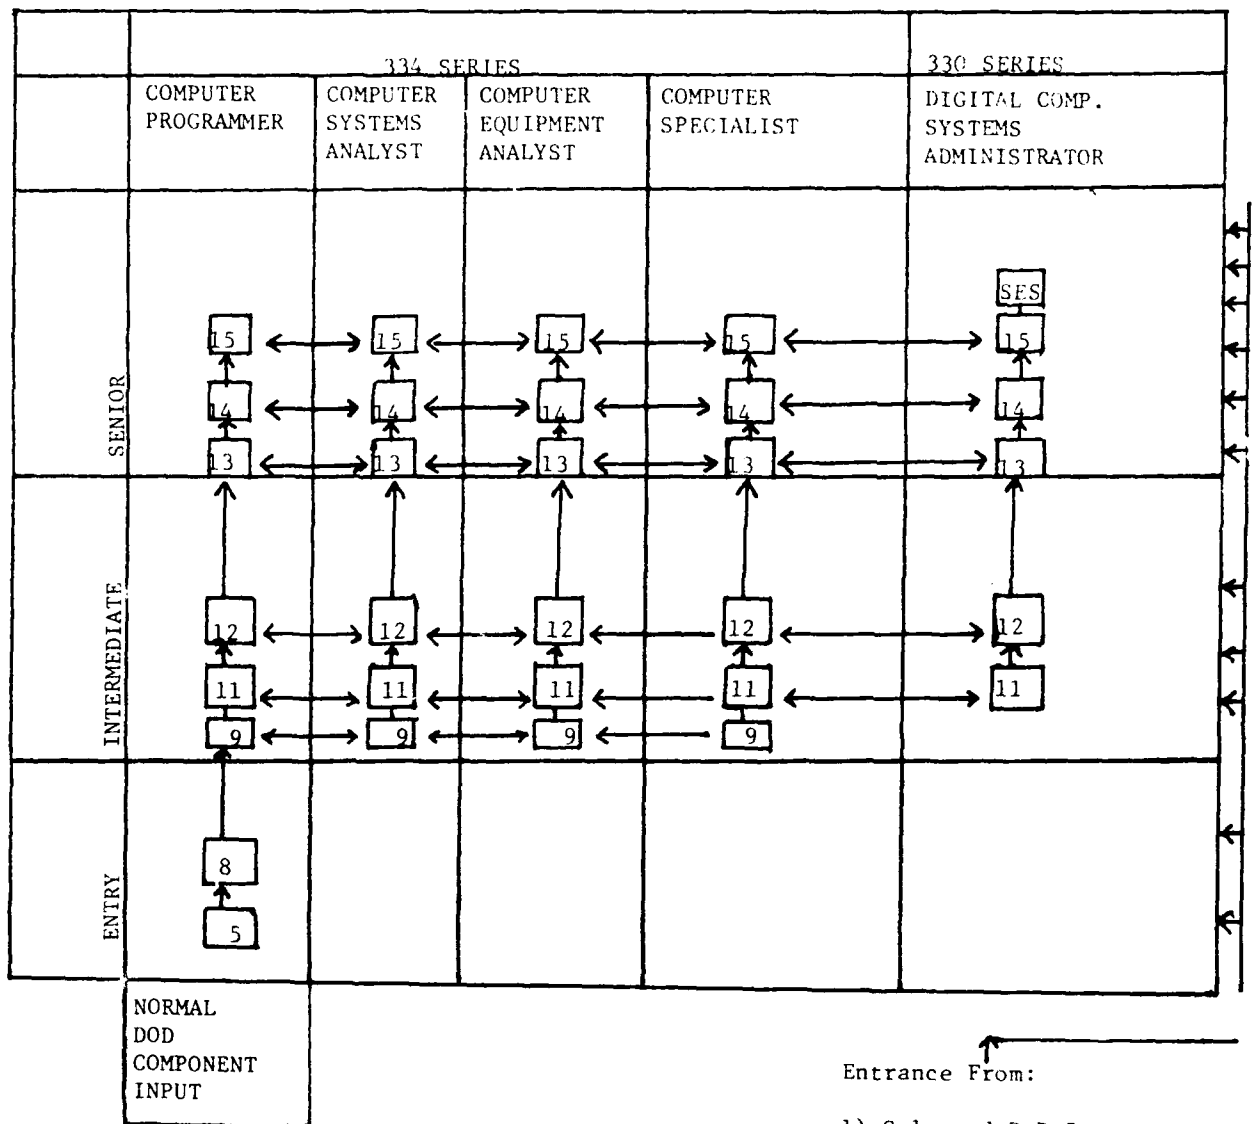 334 SERIES
330 SERIES
COMPUTER
PROGRAMMER
COMPUTER
SYSTEMS
ANALYST
COMPUTER
EQUIPMENT
ANALYST
COMPUTER
SPECIALIST
DIGITAL COMP.
SYSTEMS
ADMINISTRATOR
SENIOR
SES
15 15 15 15 15
14 14 14 14 14
13 13 13 13 13
INTERMEDIATE
12 12 12 12 12
11 11 11 11 11
9 9 9 9
ENTRY
8
5
NORMAL
DOD
COMPONENT
INPUT
Entrance From: